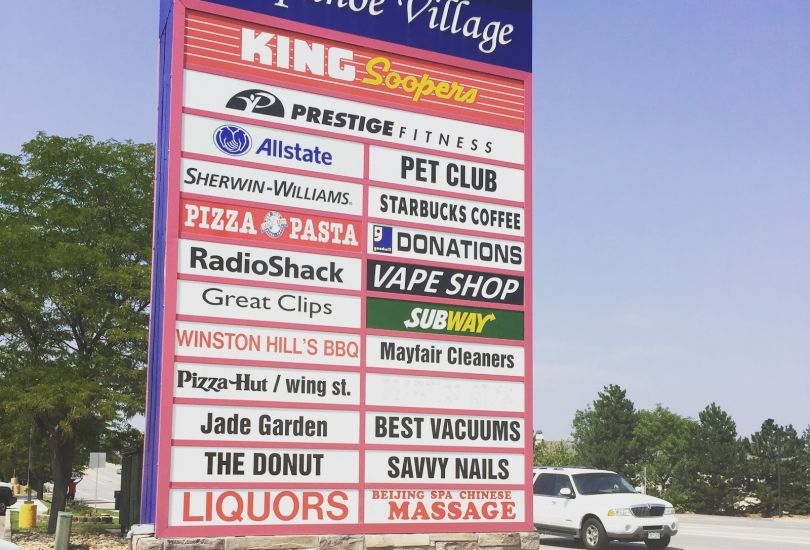 Village
KING Soopers
PRESTIGE FITNESS
Allstate
PET CLUB
SHERWIN-WILLIAMS.
STARBUCKS COFFEE
PIZZA PASTA
goodwill DONATIONS
RadioShack
VAPE SHOP
Great Clips
SUBWAY
WINSTON HILL'S BBQ
Mayfair Cleaners
Pizza-Hut / wing st.
Jade Garden
BEST VACUUMS
THE DONUT
SAVVY NAILS
LIQUORS
BEIJING SPA CHINESE
MASSAGE